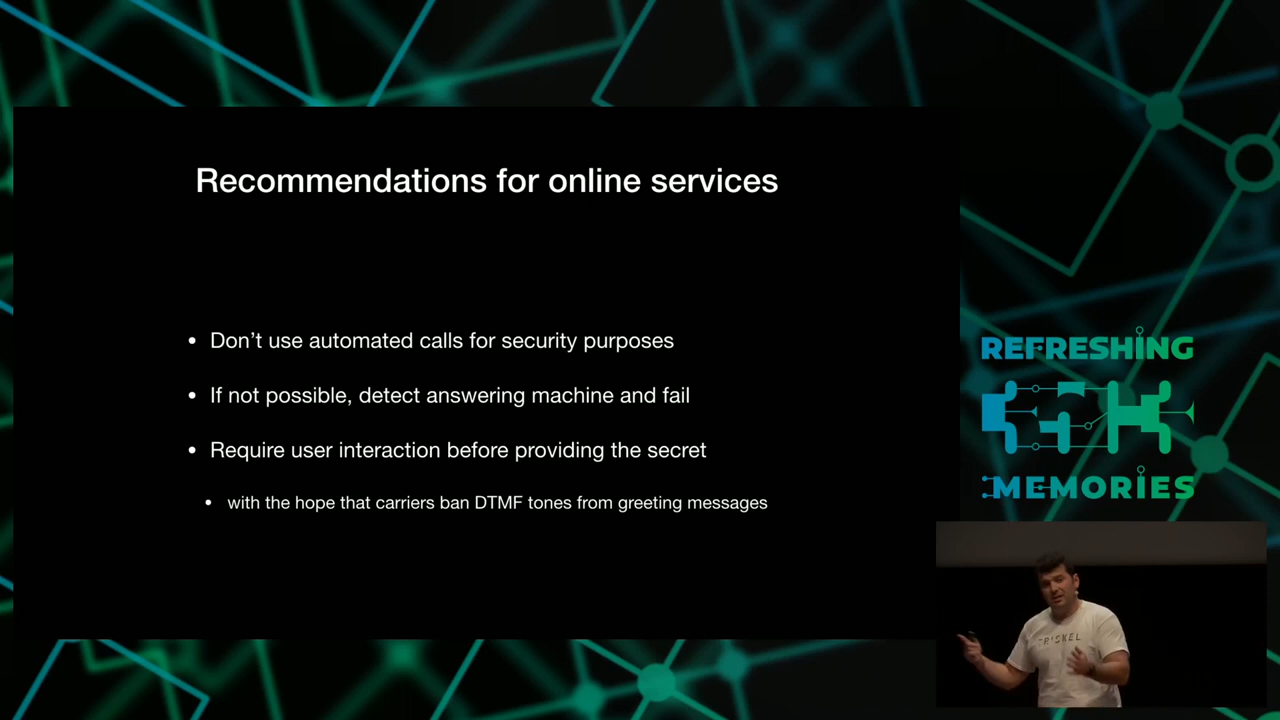 Recommendations for online services
• Don’t use automated calls for security purposes
• If not possible, detect answering machine and fail
• Require user interaction before providing the secret
• with the hope that carriers ban DTMF tones from greeting messages
REFRESHING
35C3
MEMORIES